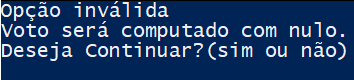 Opção inválida
Voto será computado com nulo.
Deseja Continuar?(sim ou não)